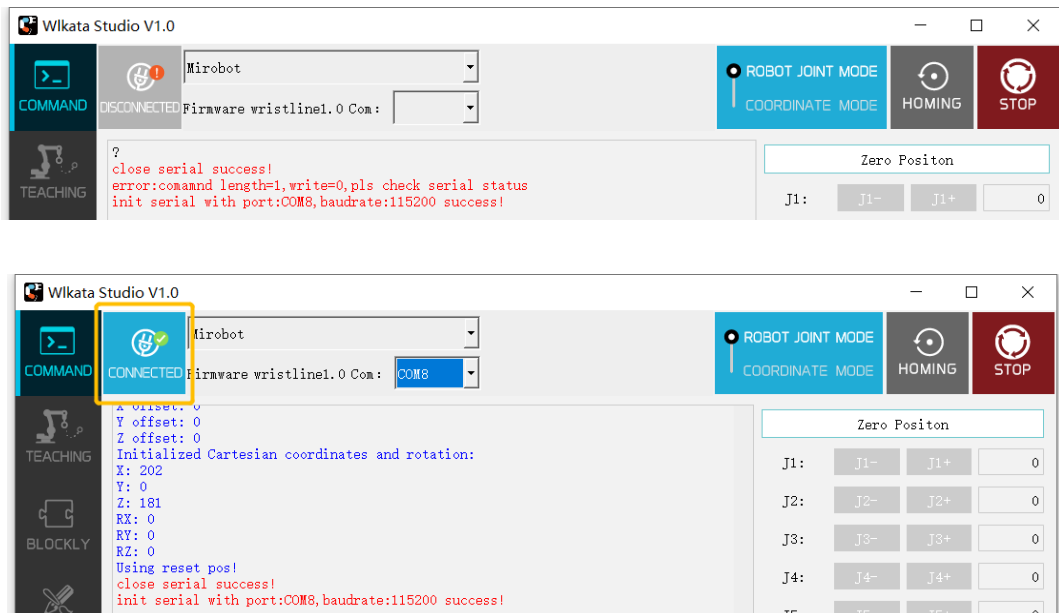 Wlkata Studio V1.0
COMMAND
DISCONNECTED
Mirobot
Firmware wristline1.0 Com:
ROBOT JOINT MODE
COORDINATE MODE
HOMING
STOP
TEACHING
?
close serial success!
error:comamnd length=1,write=0,pls check serial status
init serial with port:COM8,baudrate:115200 success!
Zero Positon
J1: J1- J1+ 0
Wlkata Studio V1.0
COMMAND
CONNECTED
Mirobot
Firmware wristline1.0 Com: COM8
ROBOT JOINT MODE
COORDINATE MODE
HOMING
STOP
TEACHING
BLOCKLY
X offset: 0
Y offset: 0
Z offset: 0
Initialized Cartesian coordinates and rotation:
X: 202
Y: 0
Z: 181
RX: 0
RY: 0
RZ: 0
Using reset pos!
close serial success!
init serial with port:COM8,baudrate:115200 success!
Zero Positon
J1: J1- J1+ 0
J2: J2- J2+ 0
J3: J3- J3+ 0
J4: J4- J4+ 0